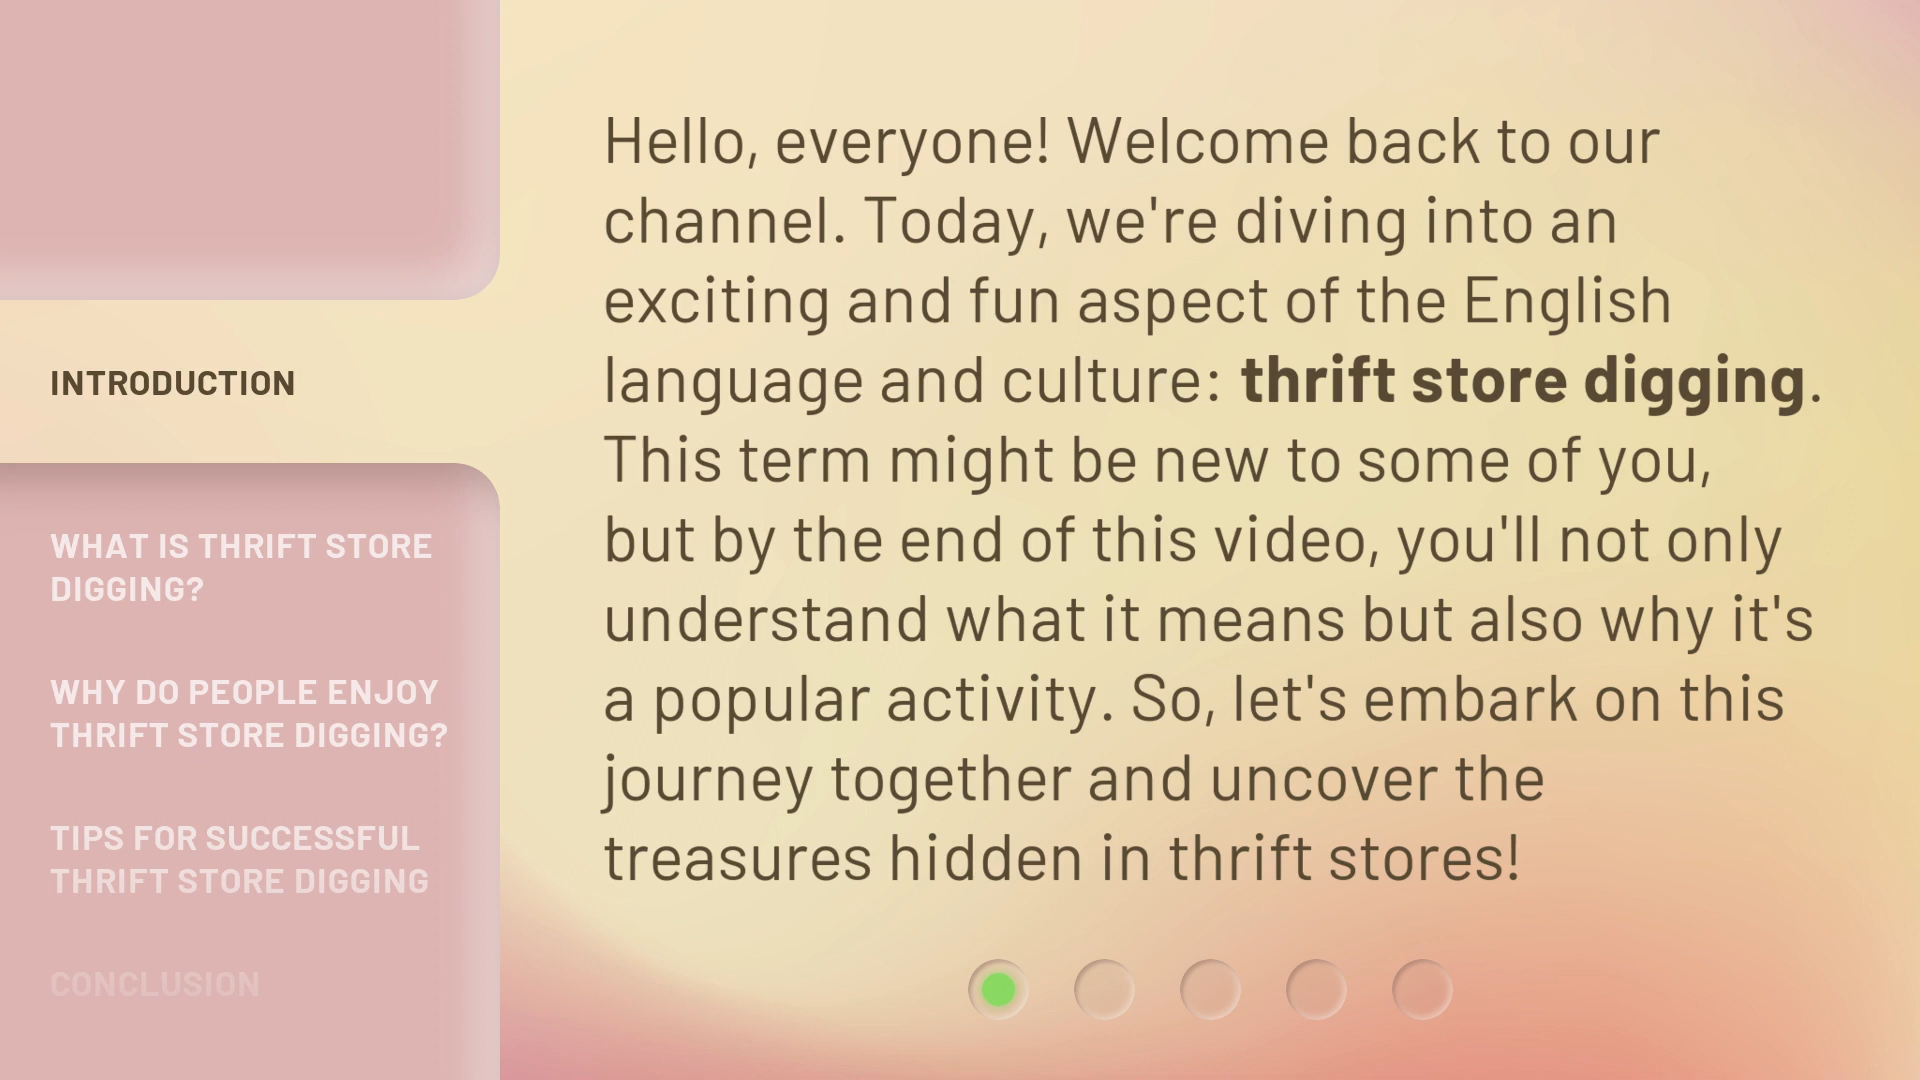 INTRODUCTION
WHAT IS THRIFT STORE
DIGGING?
WHY DO PEOPLE ENJOY
THRIFT STORE DIGGING?
TIPS FOR SUCCESSFUL
THRIFT STORE DIGGING
CONCLUSION
Hello, everyone! Welcome back to our
channel. Today, we're diving into an
exciting and fun aspect of the English
language and culture: thrift store digging.
This term might be new to some of you,
but by the end of this video, you'll not only
understand what it means but also why it's
a popular activity. So, let's embark on this
journey together and uncover the
treasures hidden in thrift stores!